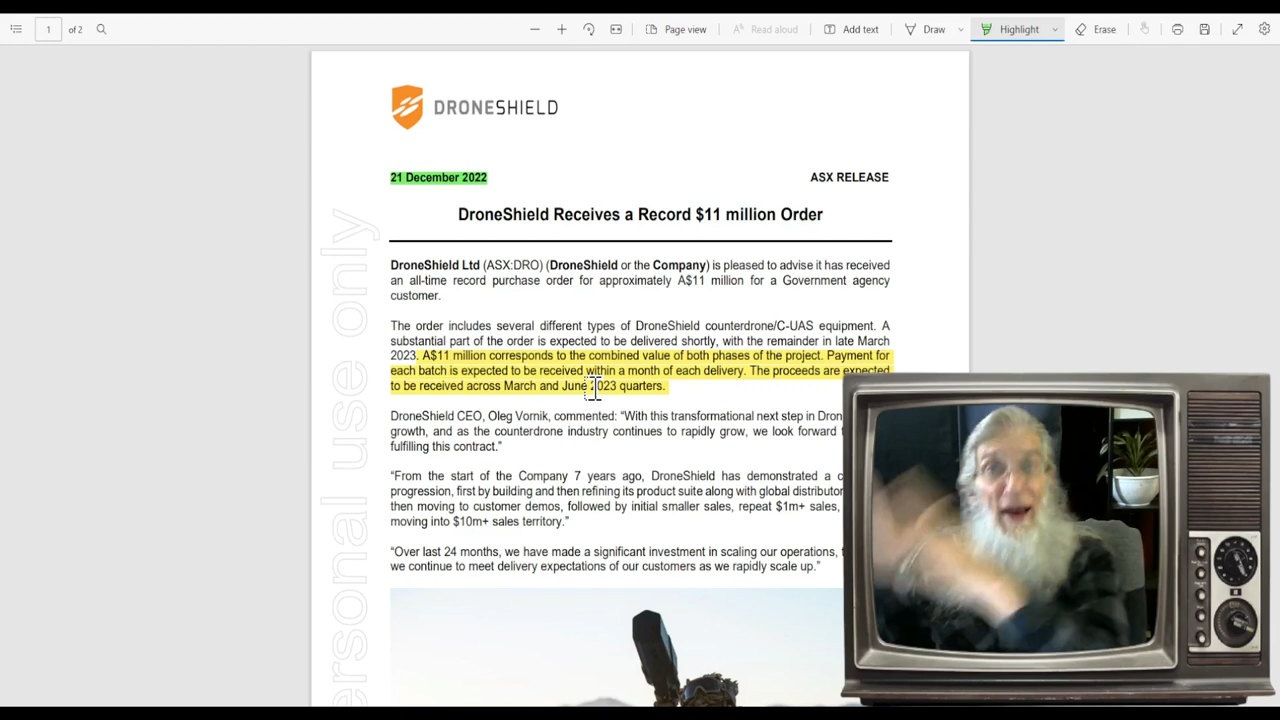 1 of 2
Page view
Read aloud
Add text
Draw
Highlight
Erase
DRONESHIELD
21 December 2022 ASX RELEASE
DroneShield Receives a Record $11 million Order
DroneShield Ltd (ASX:DRO) (DroneShield or the Company) is pleased to advise it has received
an all-time record purchase order for approximately A$11 million for a Government agency
customer.
The order includes several different types of DroneShield counterdrone/C-UAS equipment. A
substantial part of the order is expected to be delivered shortly, with the remainder in late March
2023. A$11 million corresponds to the combined value of both phases of the project. Payment for
each batch is expected to be received within a month of each delivery. The proceeds are expected
to be received across March and June 2023 quarters.
DroneShield CEO, Oleg Vornik, commented: “With this transformational next step in Dron
growth, and as the counterdrone industry continues to rapidly grow, we look forward
fulfilling this contract.”
“From the start of the Company 7 years ago, DroneShield has demonstrated a c
progression, first by building and then refining its product suite along with global distributor
then moving to customer demos, followed by initial smaller sales, repeat $1m+ sales,
moving into $10m+ sales territory.”
“Over last 24 months, we have made a significant investment in scaling our operations,
we continue to meet delivery expectations of our customers as we rapidly scale up.”
ersonal use only